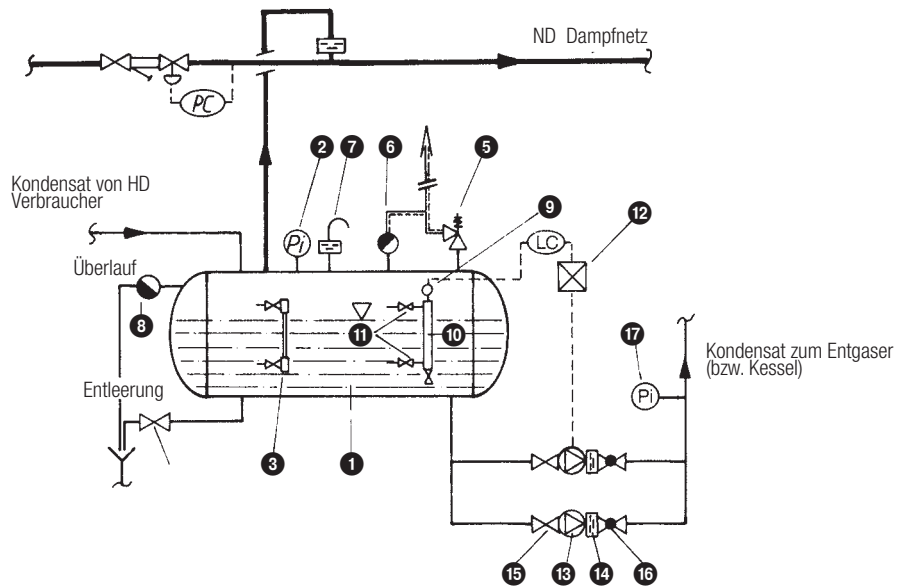 ND Dampfnetz
PC
2
7
6
5
Kondensat von HD
Verbraucher
9
12
Pi
LC
Überlauf
8
11
10
17
Kondensat zum Entgaser
(bzw. Kessel)
Entleerung
Pi
3
1
15
13
14
16